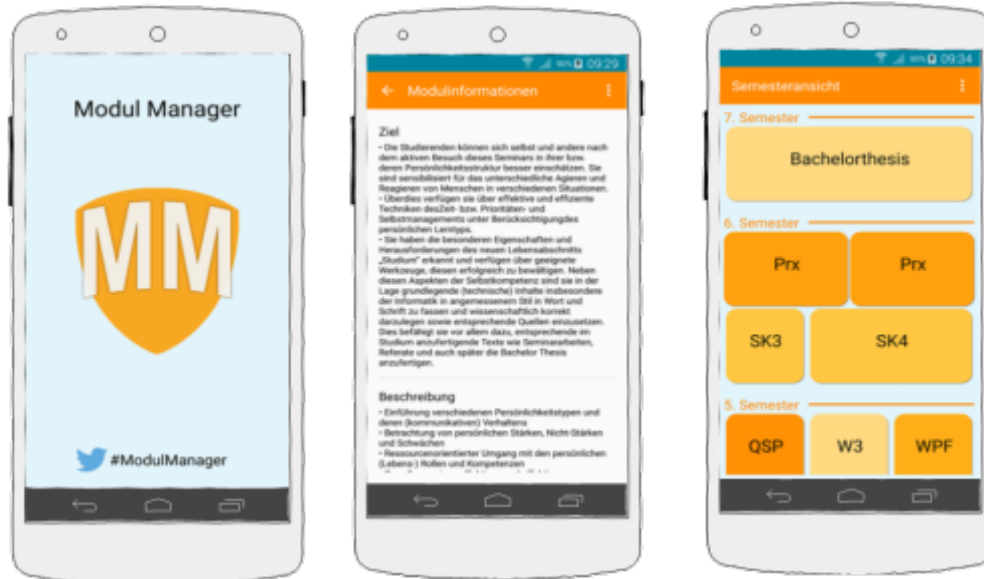 Modul Manager
MM
#ModulManager
90% 09:29
Modulinformationen
Ziel
• Die Studierenden können sich selbst und andere nach
dem aktiven Besuch dieses Seminars in ihrer bzw.
deren Persönlichkeitsstruktur besser einschätzen. Sie
sind sensibilisiert für das unterschiedliche Agieren und
Reagieren von Menschen in verschiedenen Situationen.
• Überdies verfügen sie über effektive und effiziente
Techniken desZeit- bzw. Prioritäten- und
Selbstmanagements unter Berücksichtigungdes
persönlichen Lerntyps.
• Sie haben die besonderen Eigenschaften und
Herausforderungen des neuen Lebensabschnitts
„Studium" erkannt und verfügen über geeignete
Werkzeuge, diesen erfolgreich zu bewältigen. Neben
diesen Aspekten der Selbstkompetenz sind sie in der
Lage grundlegende (technische) Inhalte insbesondere
der Informatik in angemessenem Stil in Wort und
Schrift zu fassen und wissenschaftlich korrekt
darzulegen sowie entsprechende Quellen einzusetzen.
Dies befähigt sie vor allem dazu, entsprechende im
Studium anzufertigende Texte wie Seminararbeiten,
Referate und auch später die Bachelor Thesis
anzufertigen.
Beschreibung
• Einführung verschiedenen Persönlichkeitstypen und
deren (kommunikativen) Verhaltens
• Betrachtung von persönlichen Stärken, Nicht-Stärken
und Schwächen
• Ressourcenorientierter Umgang mit den persönlichen
(Lebens-) Rollen und Kompetenzen
90% 09:34
Semesteransicht
7. Semester
Bachelorthesis
6. Semester
Prx Prx
SK3 SK4
5. Semester
QSP W3 WPF